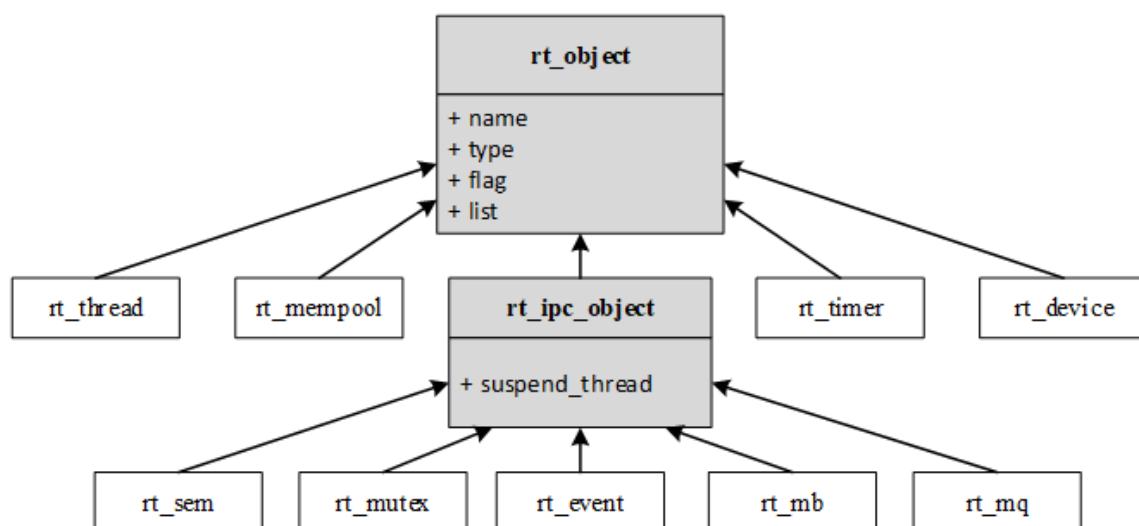 rt_object
+ name
+ type
+ flag
+ list
rt_thread
rt_mempool
rt_ipc_object
rt_timer
rt_device
+ suspend_thread
rt_sem
rt_mutex
rt_event
rt_mb
rt_mq